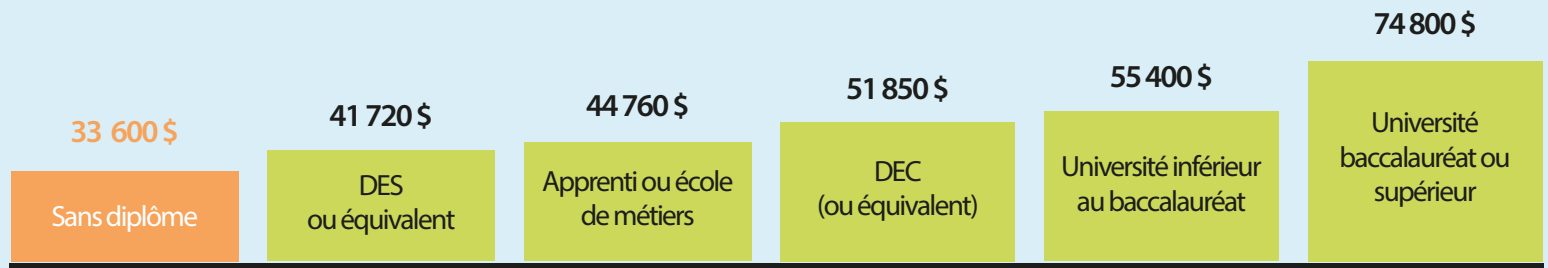 33 600 $
Sans diplôme
41 720 $
DES
ou équivalent
44 760 $
Apprenti ou école
de métiers
51 850 $
DEC
(ou équivalent)
55 400 $
Université inférieur
au baccalauréat
74 800 $
Université
baccalauréat ou
supérieur